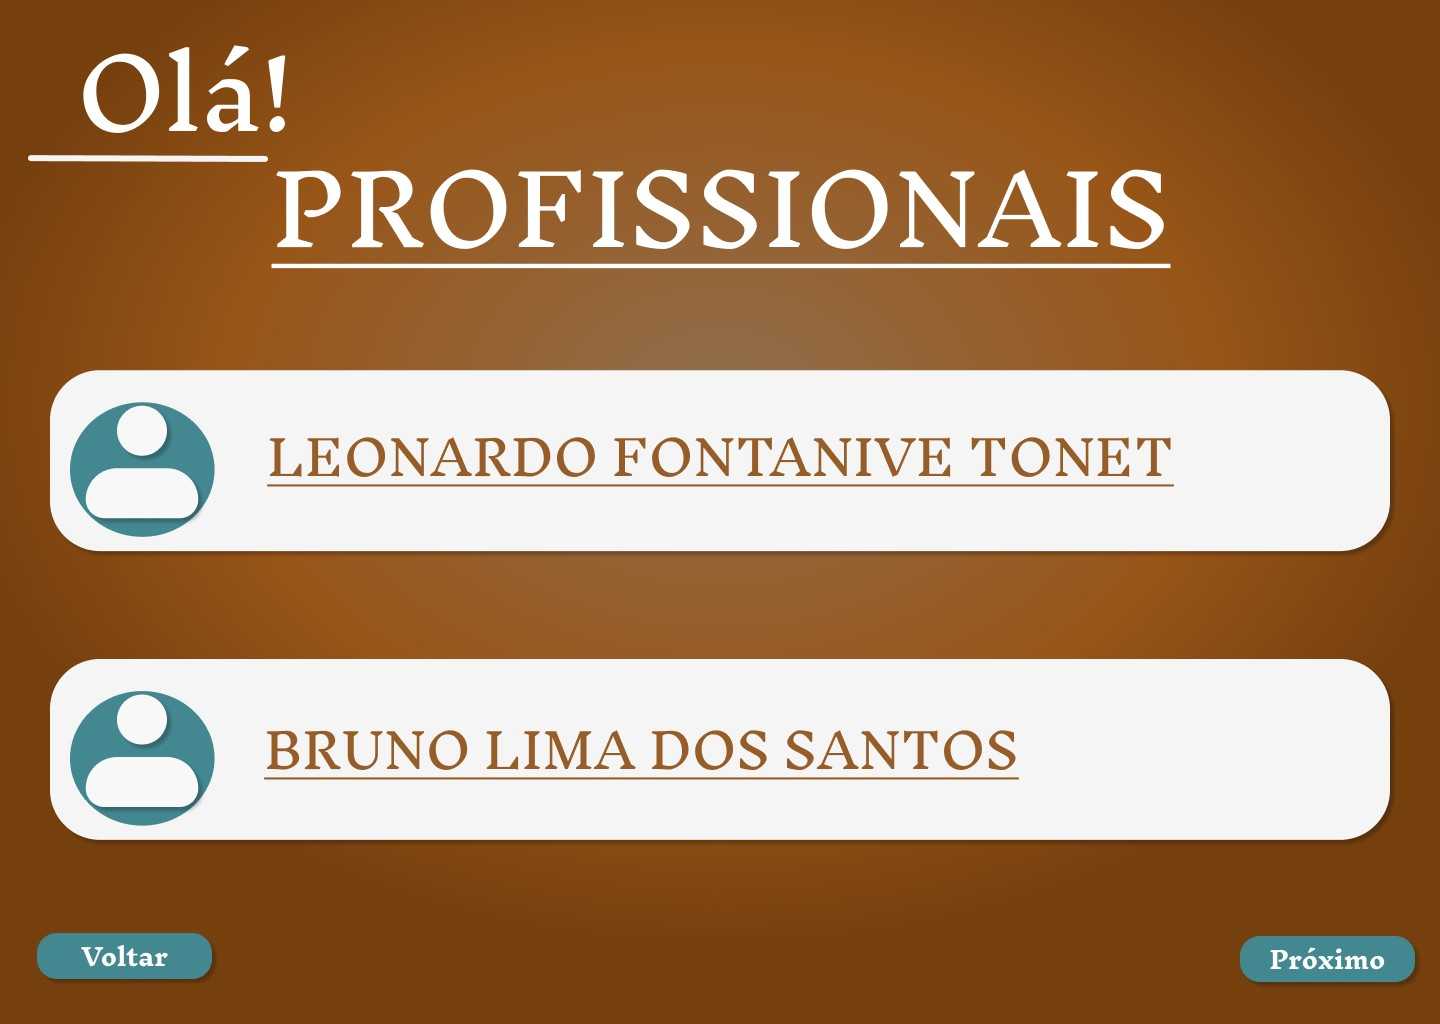 Olá!
PROFISSIONAIS
LEONARDO FONTANIVE TONET
BRUNO LIMA DOS SANTOS
Voltar
Próximo